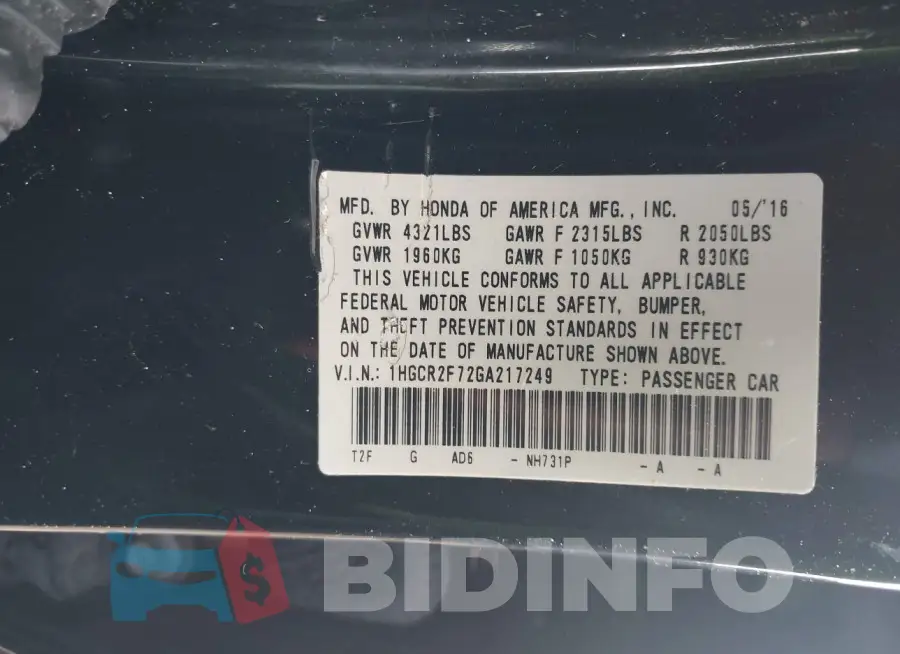 MFD. BY HONDA OF AMERICA MFG., INC. 05/'16
GVWR 4321LBS GAWR F 2315LBS R 2050LBS
GVWR 1960KG GAWR F 1050KG R 930KG
THIS VEHICLE CONFORMS TO ALL APPLICABLE
FEDERAL MOTOR VEHICLE SAFETY, BUMPER,
AND THEFT PREVENTION STANDARDS IN EFFECT
ON THE DATE OF MANUFACTURE SHOWN ABOVE.
V.I.N.: 1HGCR2F72GA217249 TYPE: PASSENGER CAR
T2F G AD6 - NH731P - A - A
$ BIDINFO